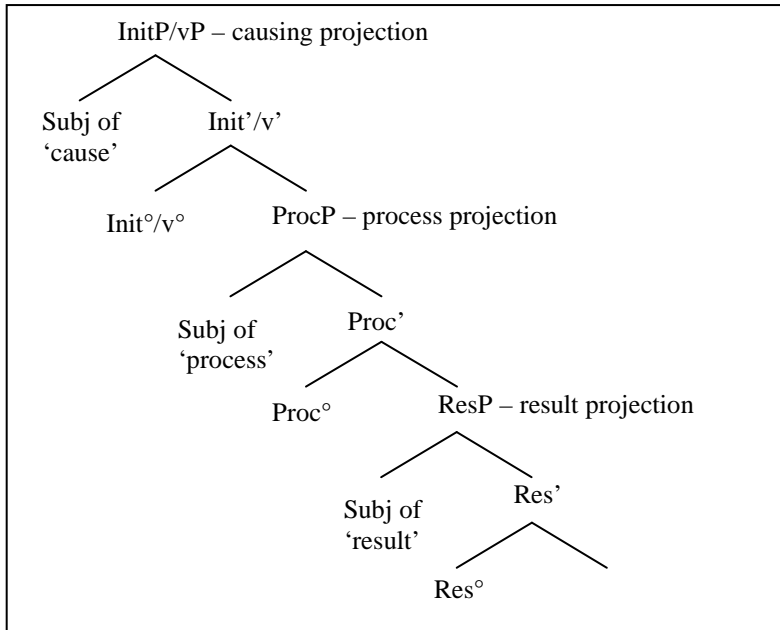 InitP/vP – causing projection
Subj of
‘cause’
Init’/v’
Init°/v°
ProcP – process projection
Subj of
‘process’
Proc’
Proc°
ResP – result projection
Subj of
‘result’
Res’
Res°